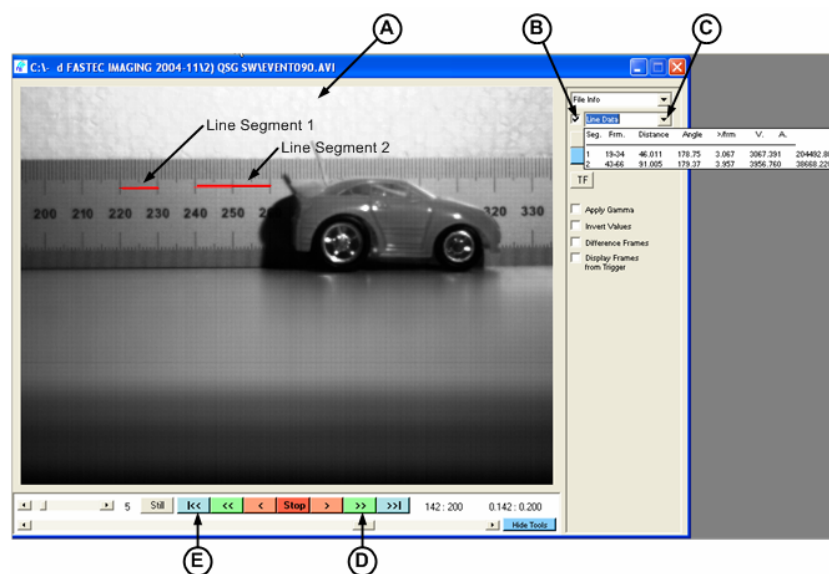 A
B
C
C:\- d FASTEC IMAGING 2004-11\2) QSG SW\EVENT090.AVI
File Info
Line Data
Line Segment 1
Line Segment 2
Seg. Frm. Distance Angle >/frm V. A.
1 19-34 46.011 178.75 3.067 3067.391
2 43-66 91.005 179.37 3.957 3956.760
TF
200 210 220 230 240 250 320 330
Apply Gamma
Invert Values
Difference Frames
Display Frames
from Trigger
5 Still |<< << < Stop > >> >>| 142 : 200 0.142 : 0.200
Hide Tools
E
D